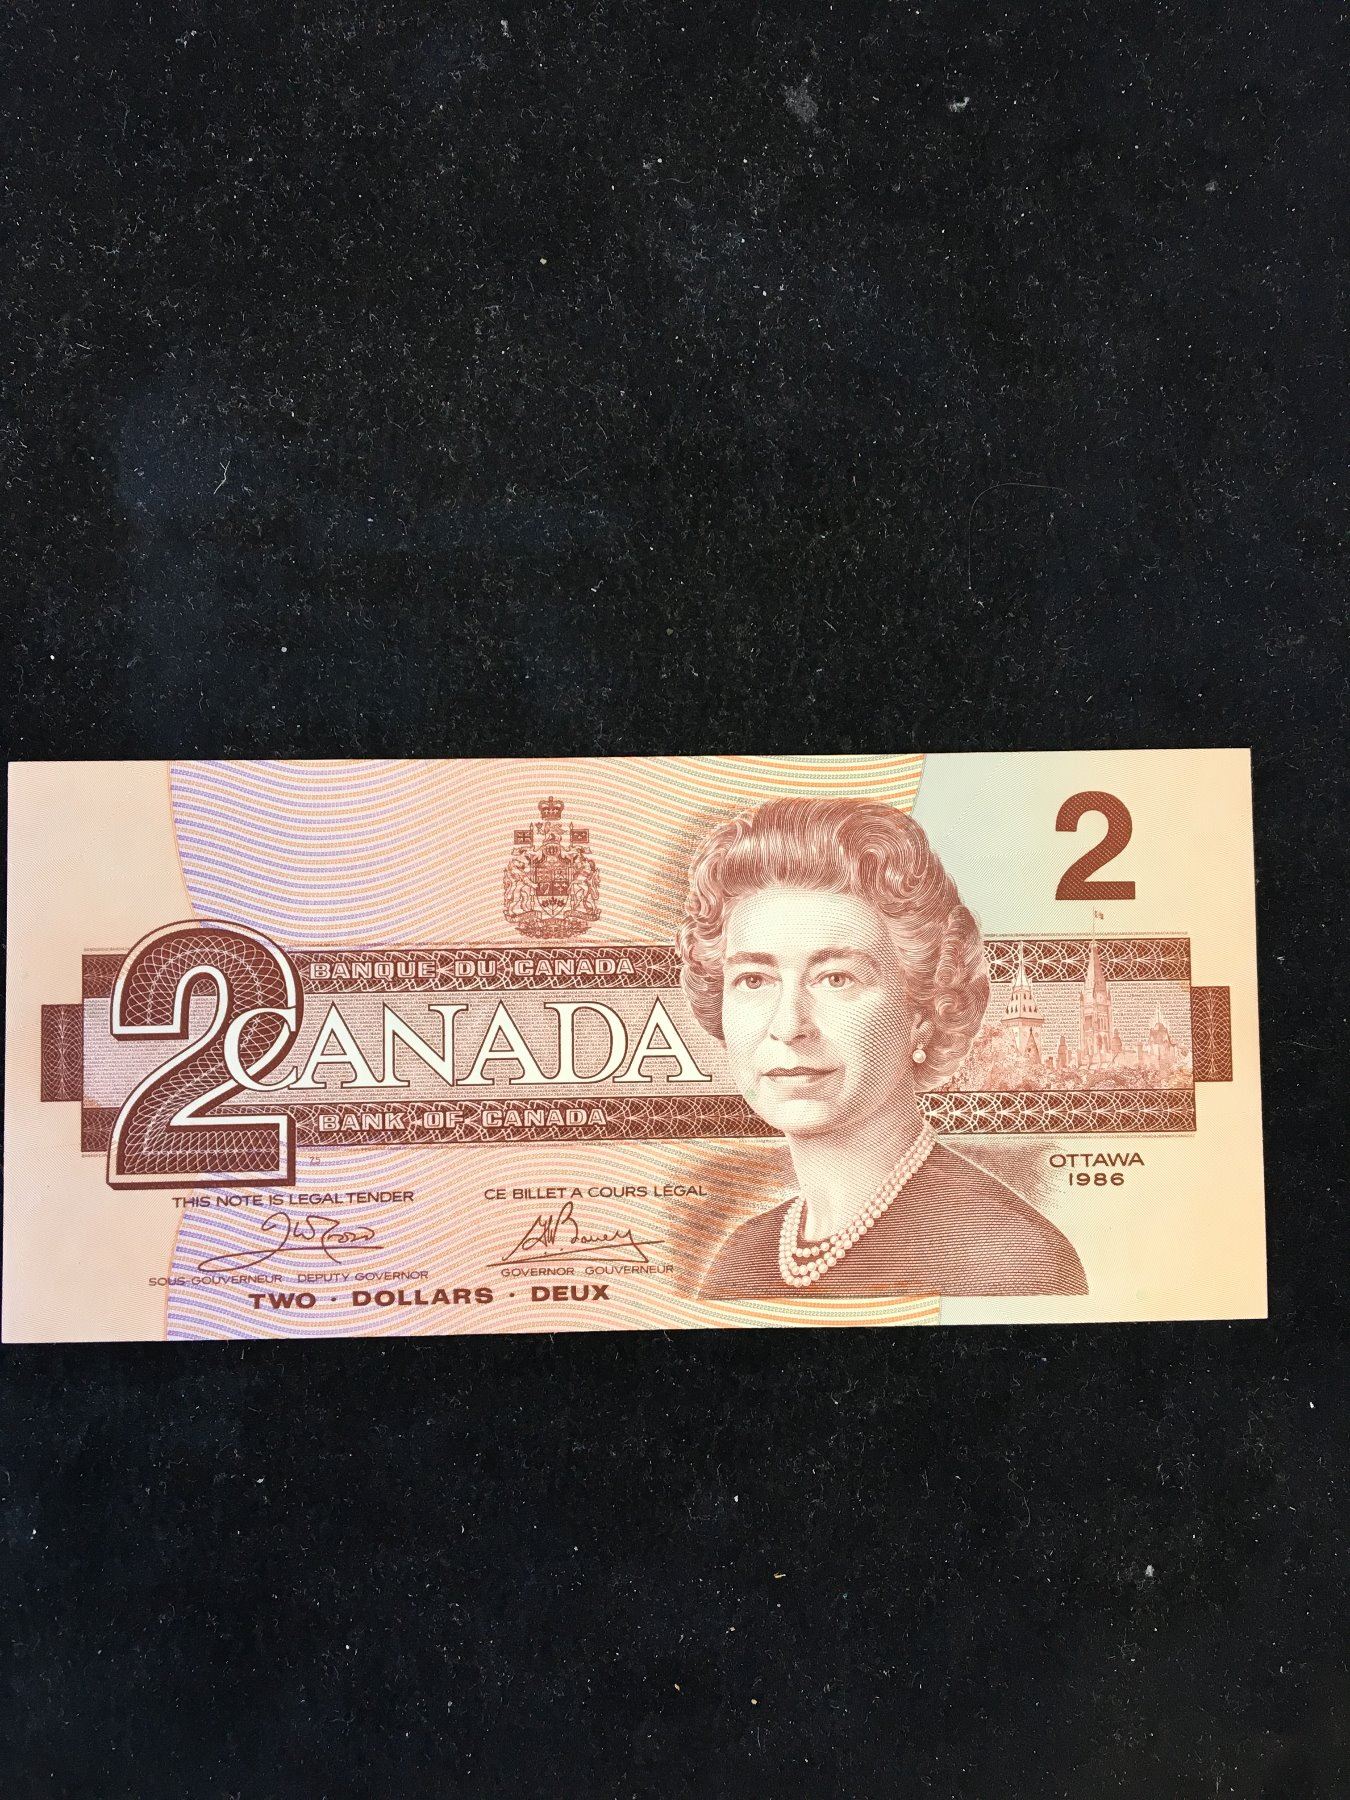 2
BANQUE DU CANADA
2 CANADA
BANK OF CANADA
OTTAWA
1986
THIS NOTE IS LEGAL TENDER CE BILLET A COURS LÉGAL
SOUS-GOUVERNEUR DEPUTY GOVERNOR GOVERNOR GOUVERNEUR
TWO · DOLLARS · DEUX